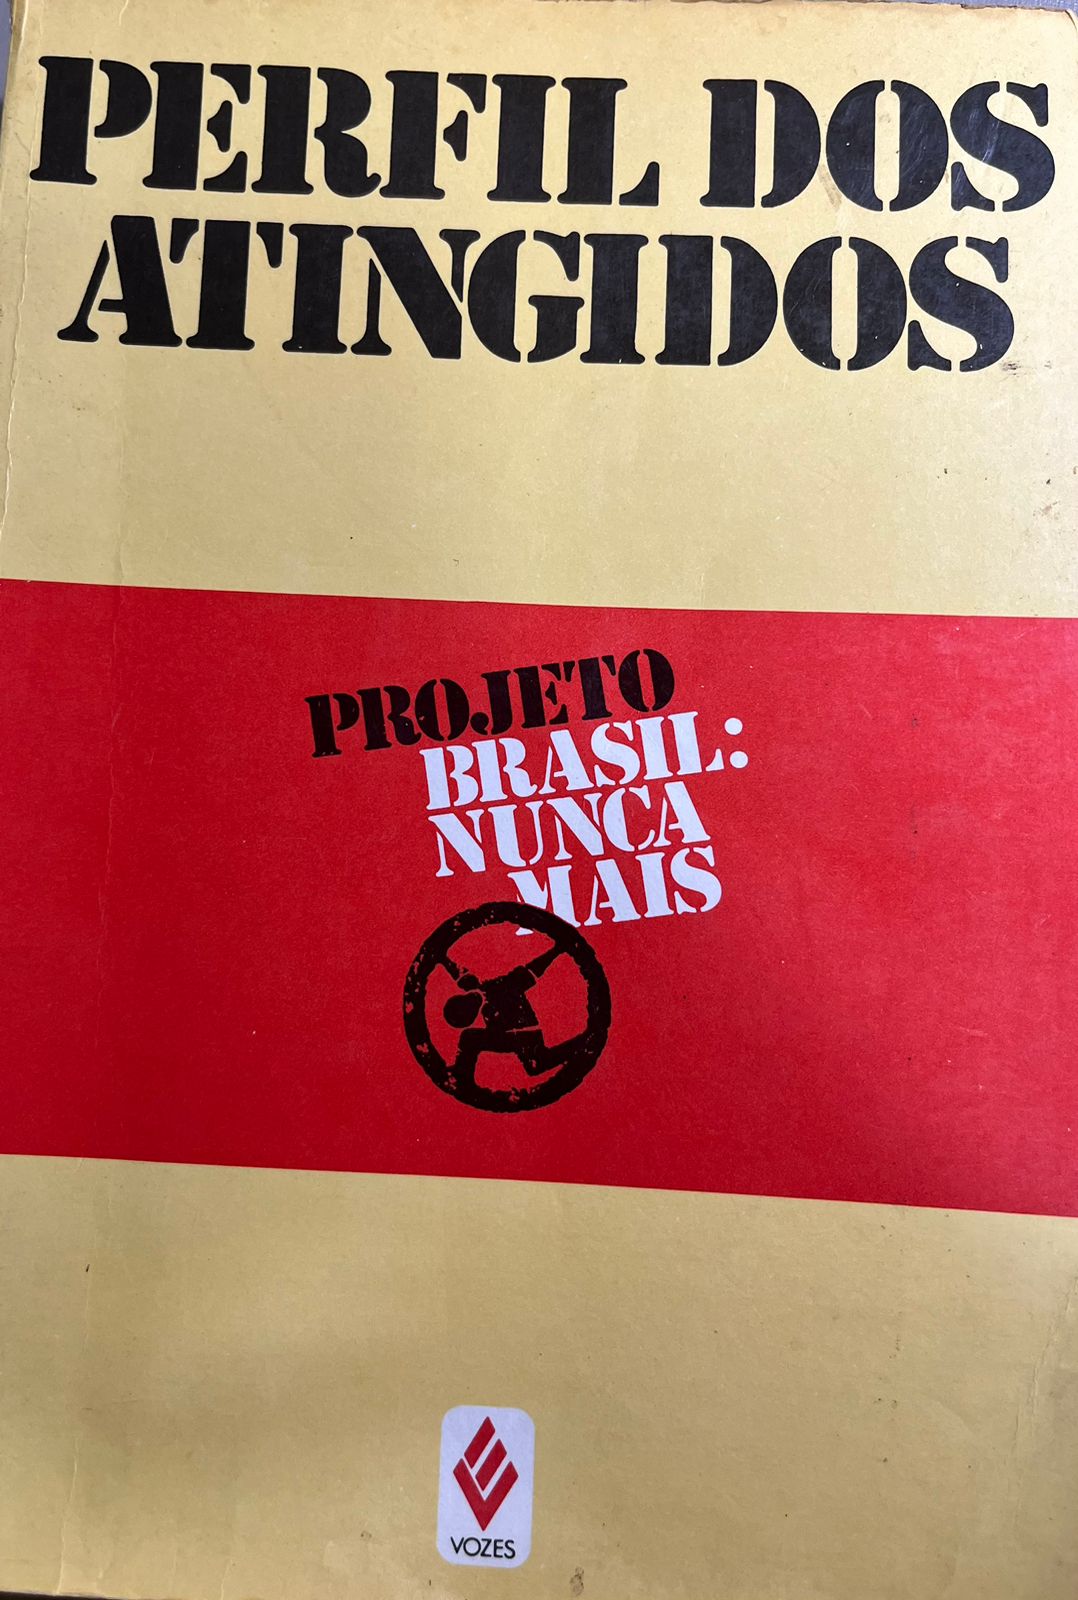 PERFIL DOS
ATINGIDOS
PROJETO
BRASIL:
NUNCA
MAIS
VOZES